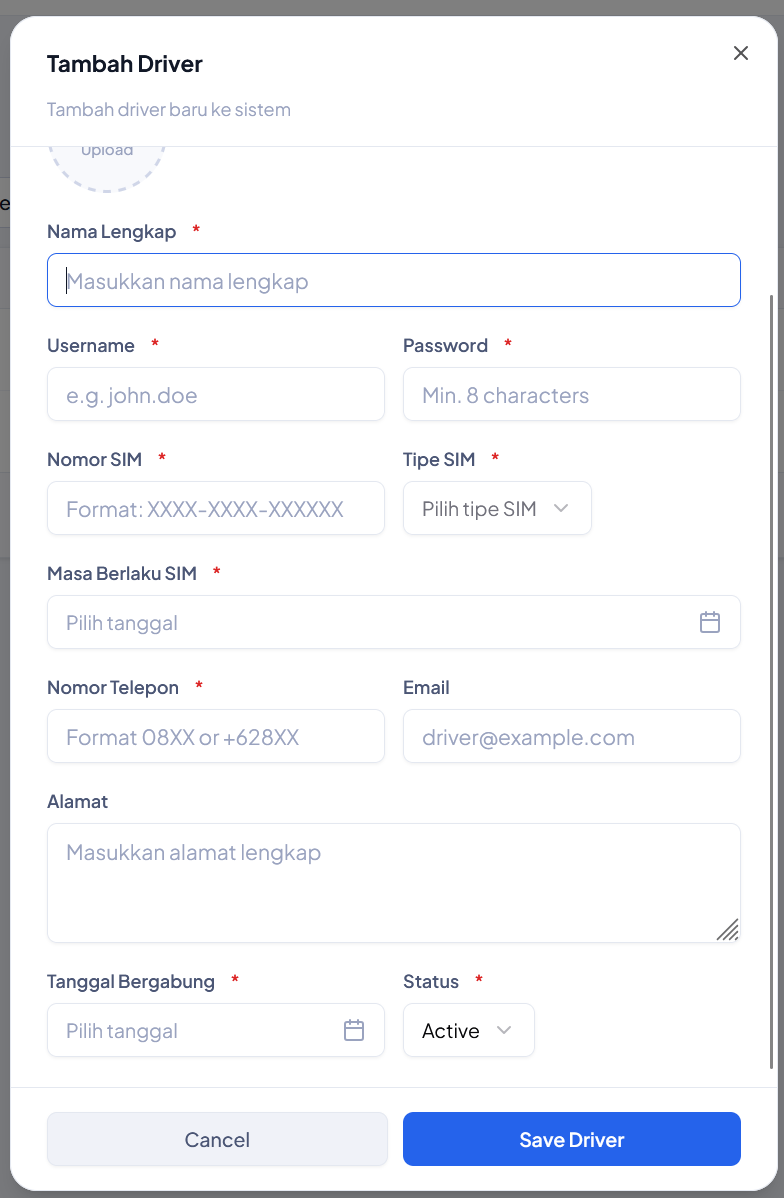 Tambah Driver
Tambah driver baru ke sistem
Upload
Nama Lengkap *
Masukkan nama lengkap
Username * Password *
e.g. john.doe Min. 8 characters
Nomor SIM * Tipe SIM *
Format: XXXX-XXXX-XXXXXX Pilih tipe SIM
Masa Berlaku SIM *
Pilih tanggal
Nomor Telepon * Email
Format 08XX or +628XX driver@example.com
Alamat
Masukkan alamat lengkap
Tanggal Bergabung * Status *
Pilih tanggal Active
Cancel Save Driver